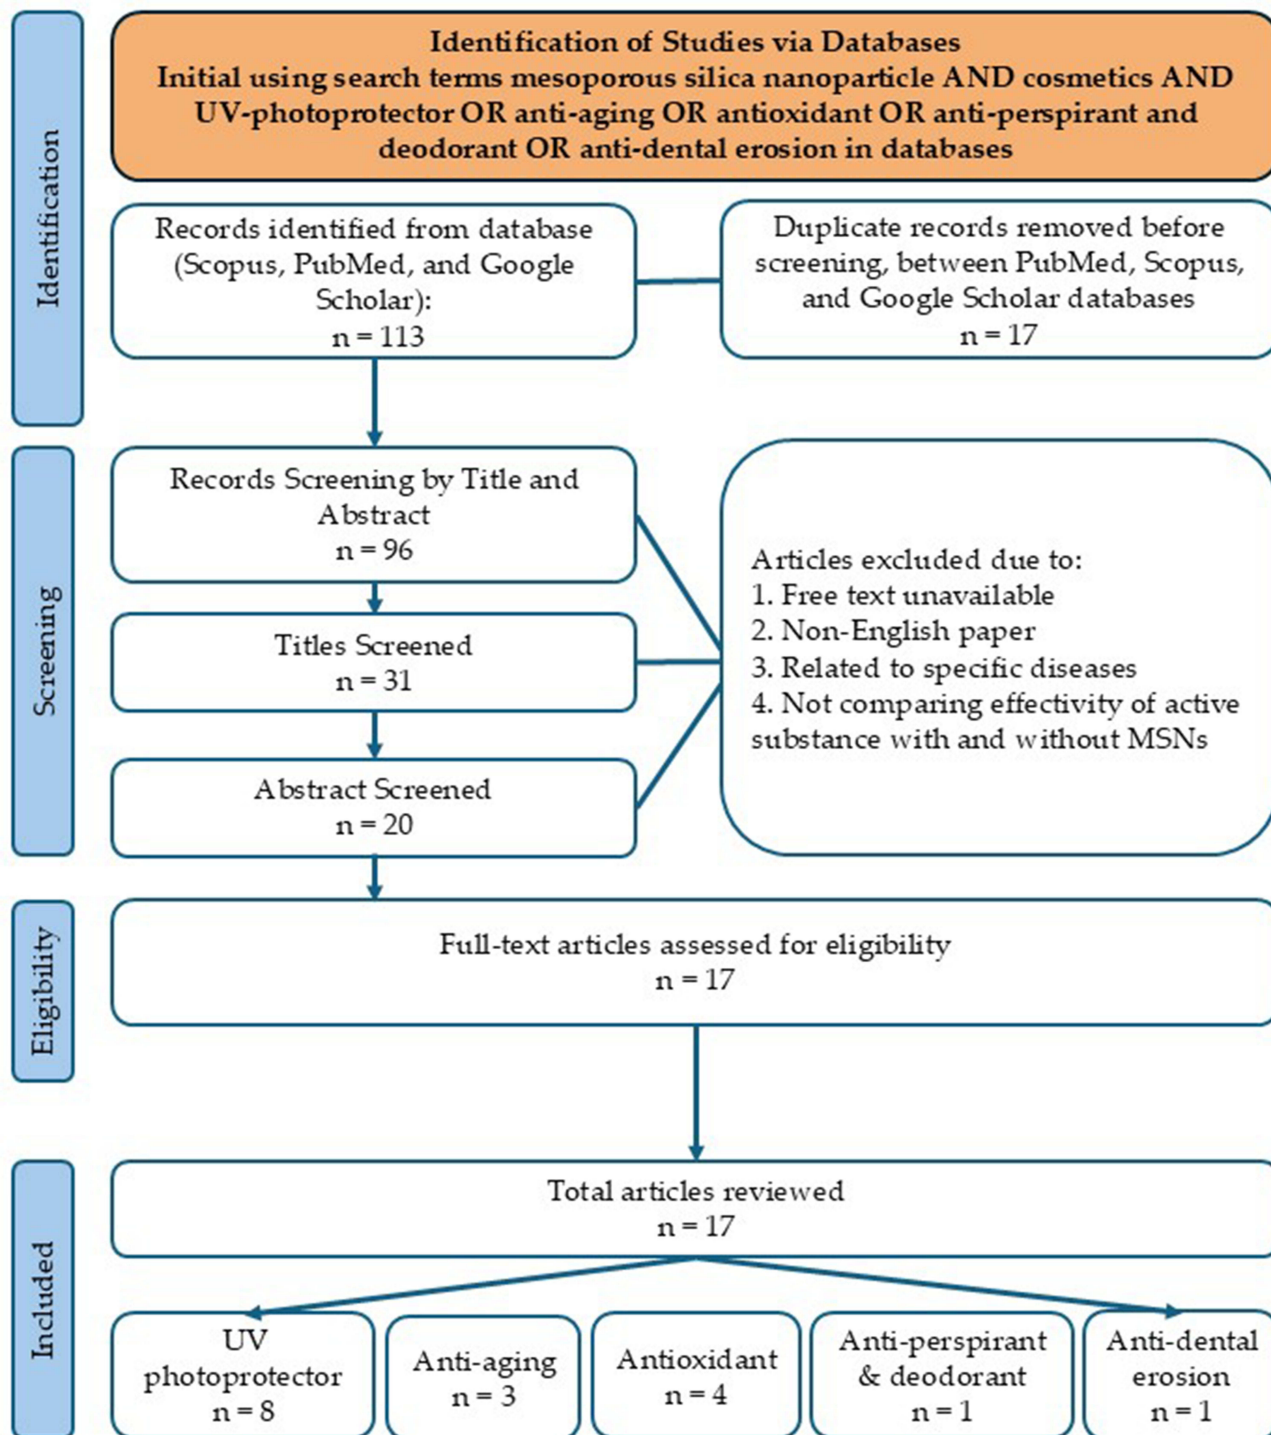 Identification
Identification of Studies via Databases
Initial using search terms mesoporous silica nanoparticle AND cosmetics AND
UV-photoprotector OR anti-aging OR antioxidant OR anti-perspirant and
deodorant OR anti-dental erosion in databases
Records identified from database
(Scopus, PubMed, and Google
Scholar):
n = 113
Duplicate records removed before
screening, between PubMed, Scopus,
and Google Scholar databases
n = 17
Screening
Records Screening by Title and
Abstract
n = 96
Titles Screened
n = 31
Abstract Screened
n = 20
Articles excluded due to:
1. Free text unavailable
2. Non-English paper
3. Related to specific diseases
4. Not comparing effectivity of active
substance with and without MSNs
Eligibility
Full-text articles assessed for eligibility
n = 17
Included
Total articles reviewed
n = 17
UV
photoprotector
n = 8
Anti-aging
n = 3
Antioxidant
n = 4
Anti-perspirant
& deodorant
n = 1
Anti-dental
erosion
n = 1